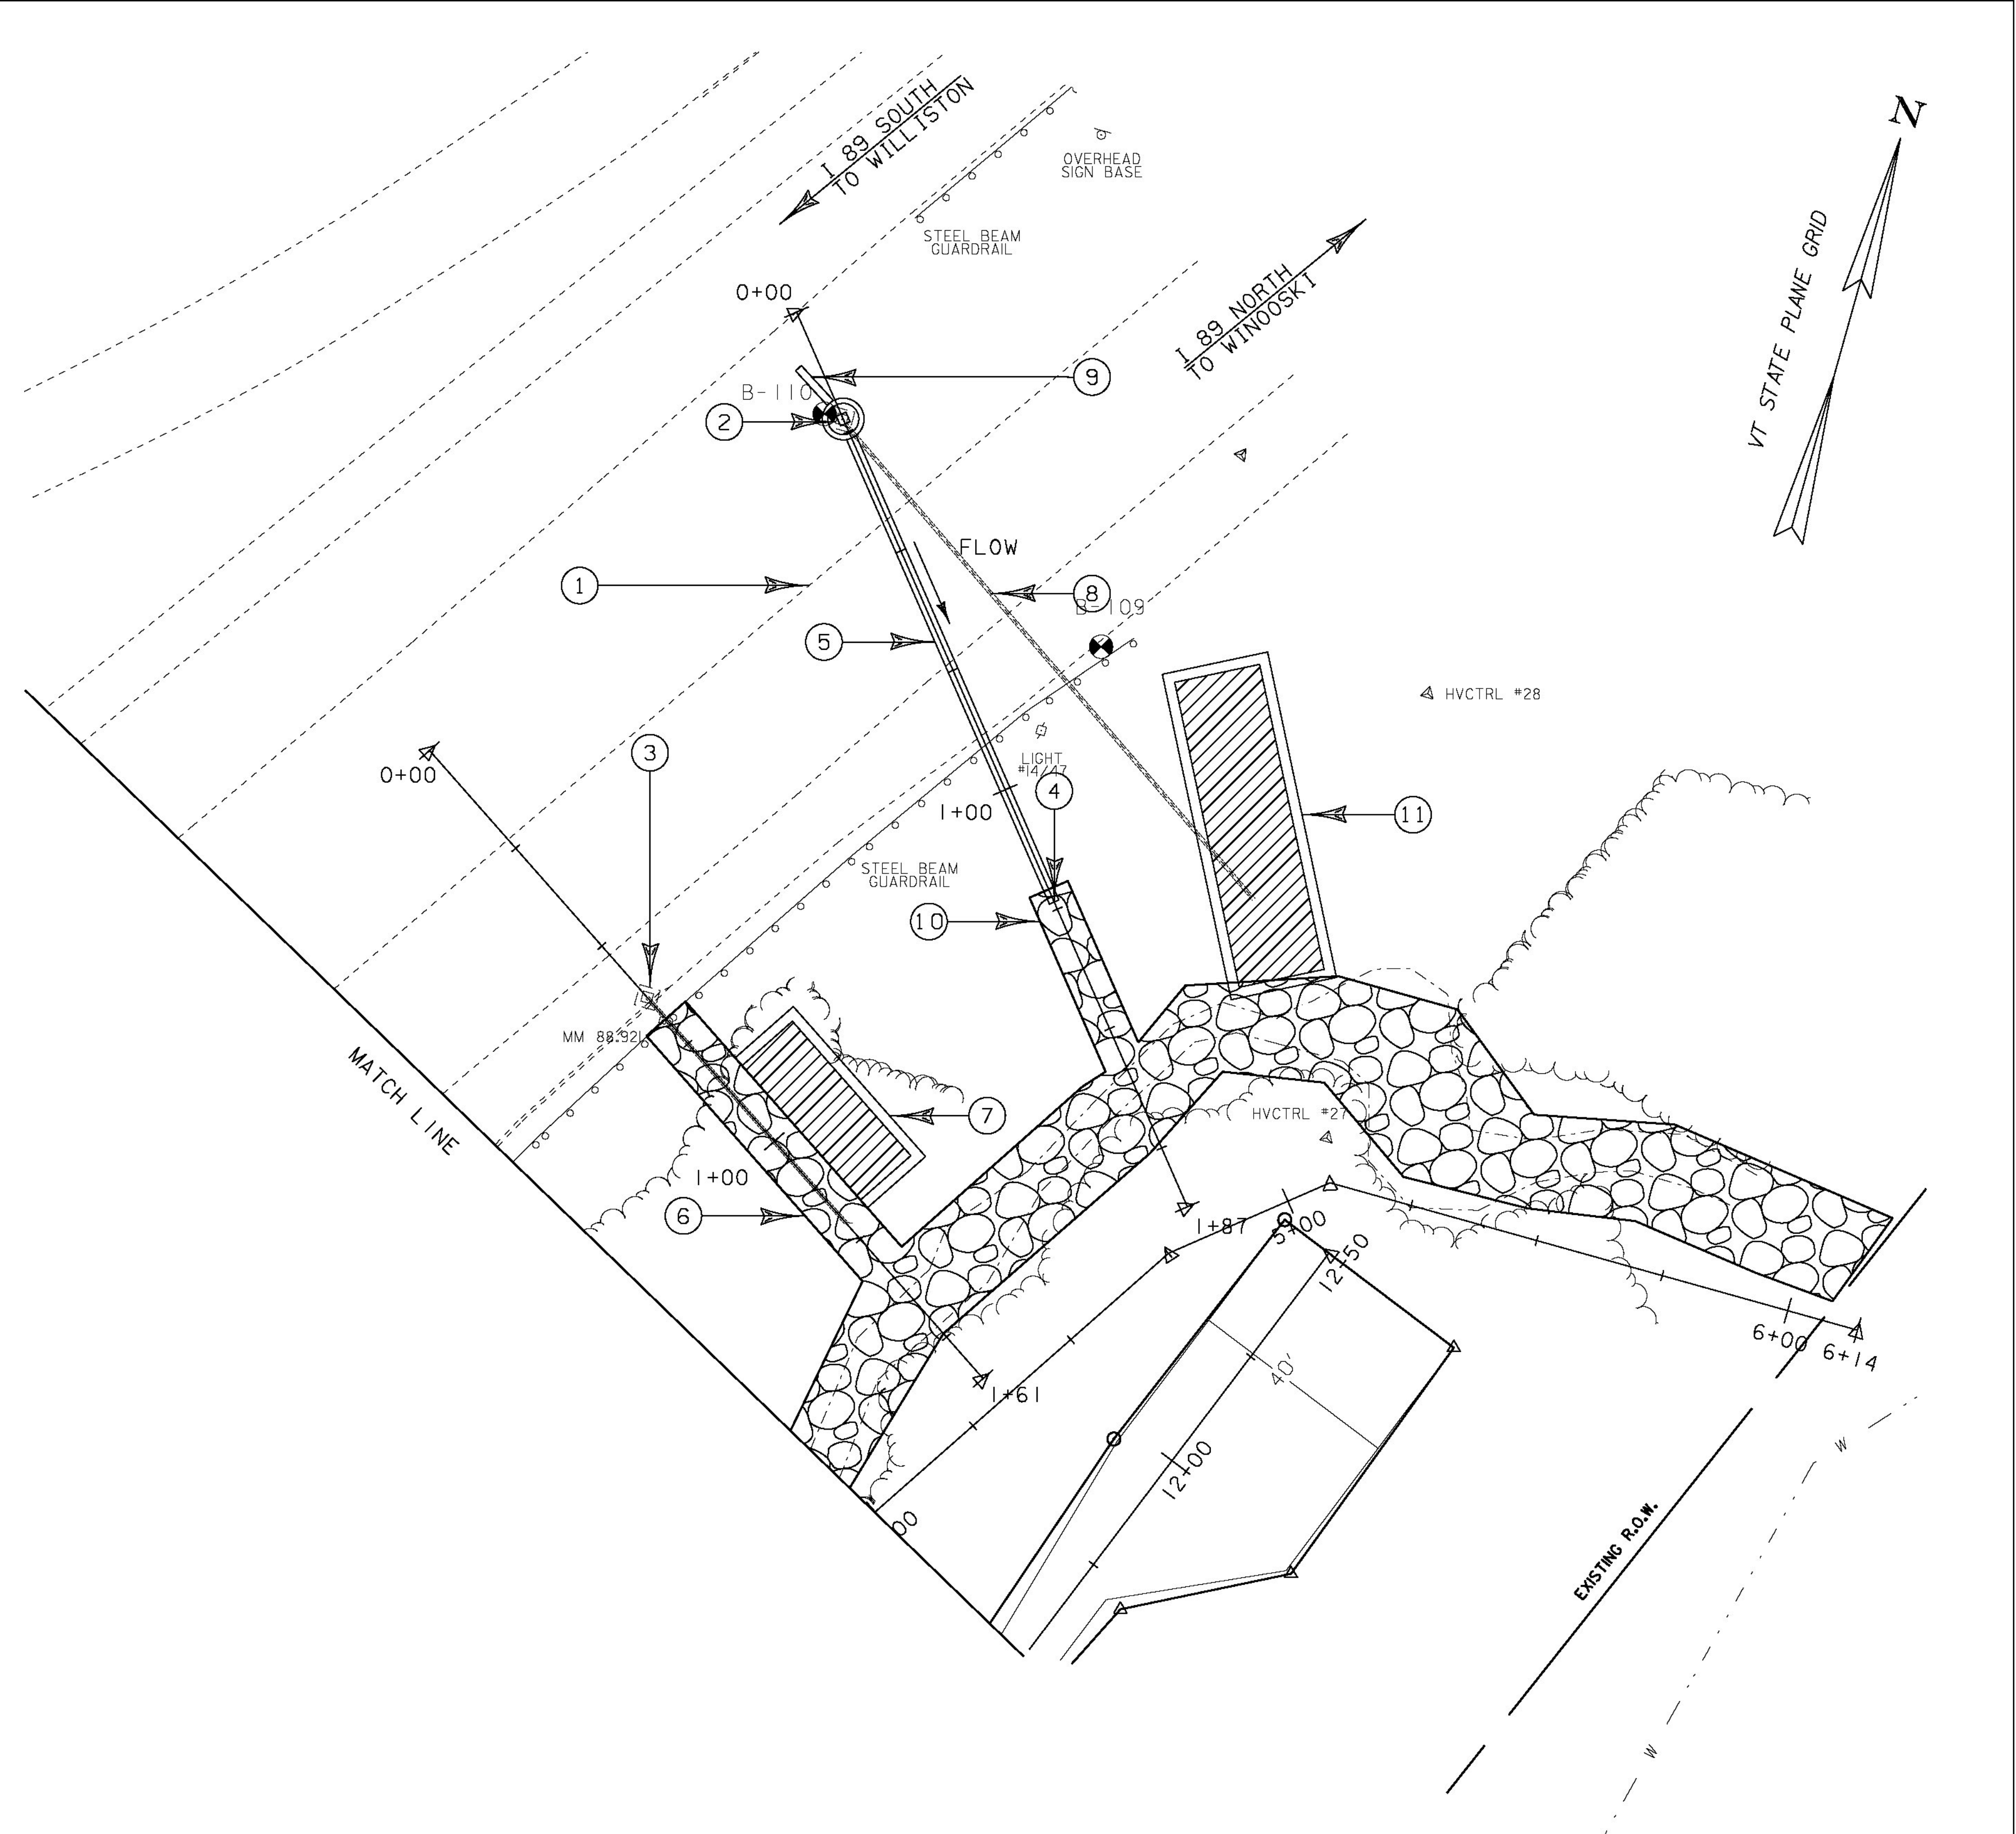 I 89 SOUTH
TO WILLISTON
OVERHEAD
SIGN BASE
N
STEEL BEAM
GUARDRAIL
VT STATE PLANE GRID
0+00
I 89 NORTH
TO WINOOSKI
9
B-110
2
FLOW
1
8
B-109
5
HVCTRL #28
3
0+00
LIGHT
#14/47
4
1+00
11
STEEL BEAM
GUARDRAIL
10
MM 88.92
MATCH LINE
7
HVCTRL #27
1+00
6
1+87
5+00
12+50
6+00
6+14
40'
1+61
12+00
00
W
EXISTING R.O.W.
W